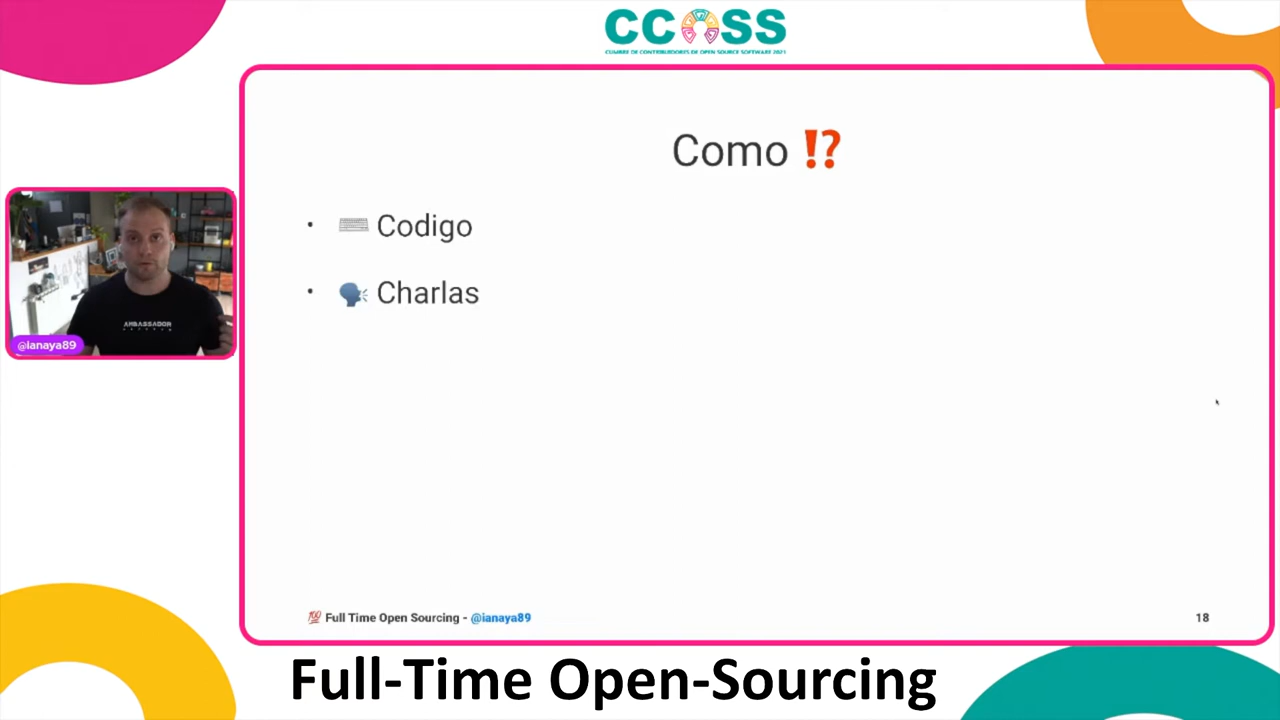 CCOSS
CUMBRE DE CONTRIBUIDORES DE OPEN SOURCE SOFTWARE 2021
Como ⁉️
• Codigo
• Charlas
AMBASSADOR
@ianaya89
💯 Full Time Open Sourcing - @ianaya89
18
Full-Time Open-Sourcing